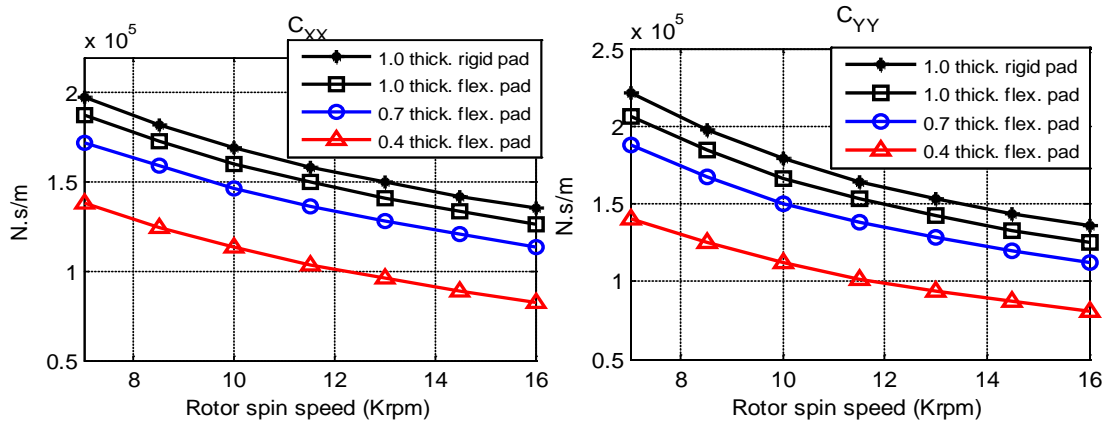 C_XX
x 10^5
1.0 thick. rigid pad
1.0 thick. flex. pad
0.7 thick. flex. pad
0.4 thick. flex. pad
2
1.5
1
0.5
N.s/m
8 10 12 14 16
Rotor spin speed (Krpm)
C_YY
x 10^5
1.0 thick. rigid pad
1.0 thick. flex. pad
0.7 thick. flex. pad
0.4 thick. flex. pad
2.5
2
1.5
1
0.5
N.s/m
8 10 12 14 16
Rotor spin speed (Krpm)